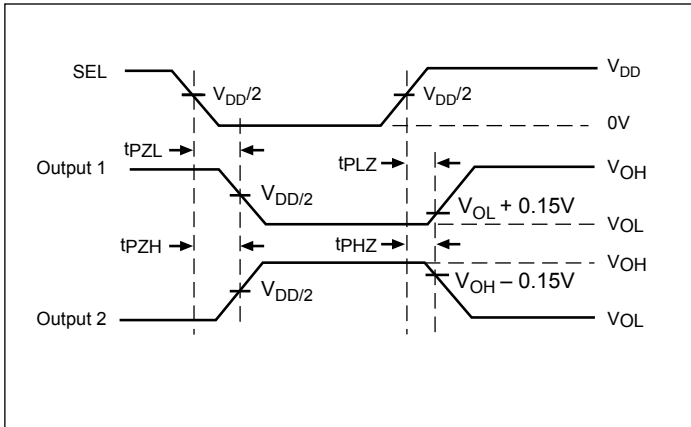 SEL
V_DD/2
V_DD/2
V_DD
0V
tPZL
tPLZ
Output 1
V_OH
V_DD/2
V_OL + 0.15V
V_OL
tPZH
tPHZ
V_OH
V_DD/2
V_OH – 0.15V
Output 2
V_OL